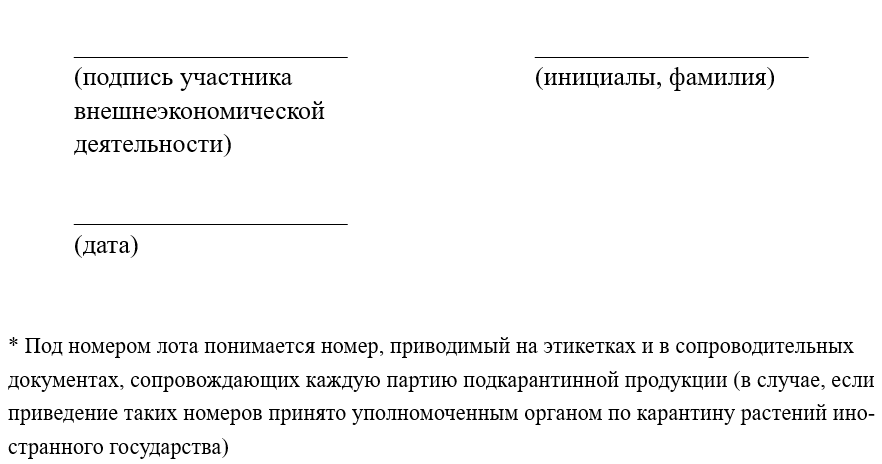 (подпись участника (инициалы, фамилия)
внешнеэкономической
деятельности)
(дата)
* Под номером лота понимается номер, приводимый на этикетках и в сопроводительных
документах, сопровождающих каждую партию подкарантинной продукции (в случае, если
приведение таких номеров принято уполномоченным органом по карантину растений ино-
странного государства)